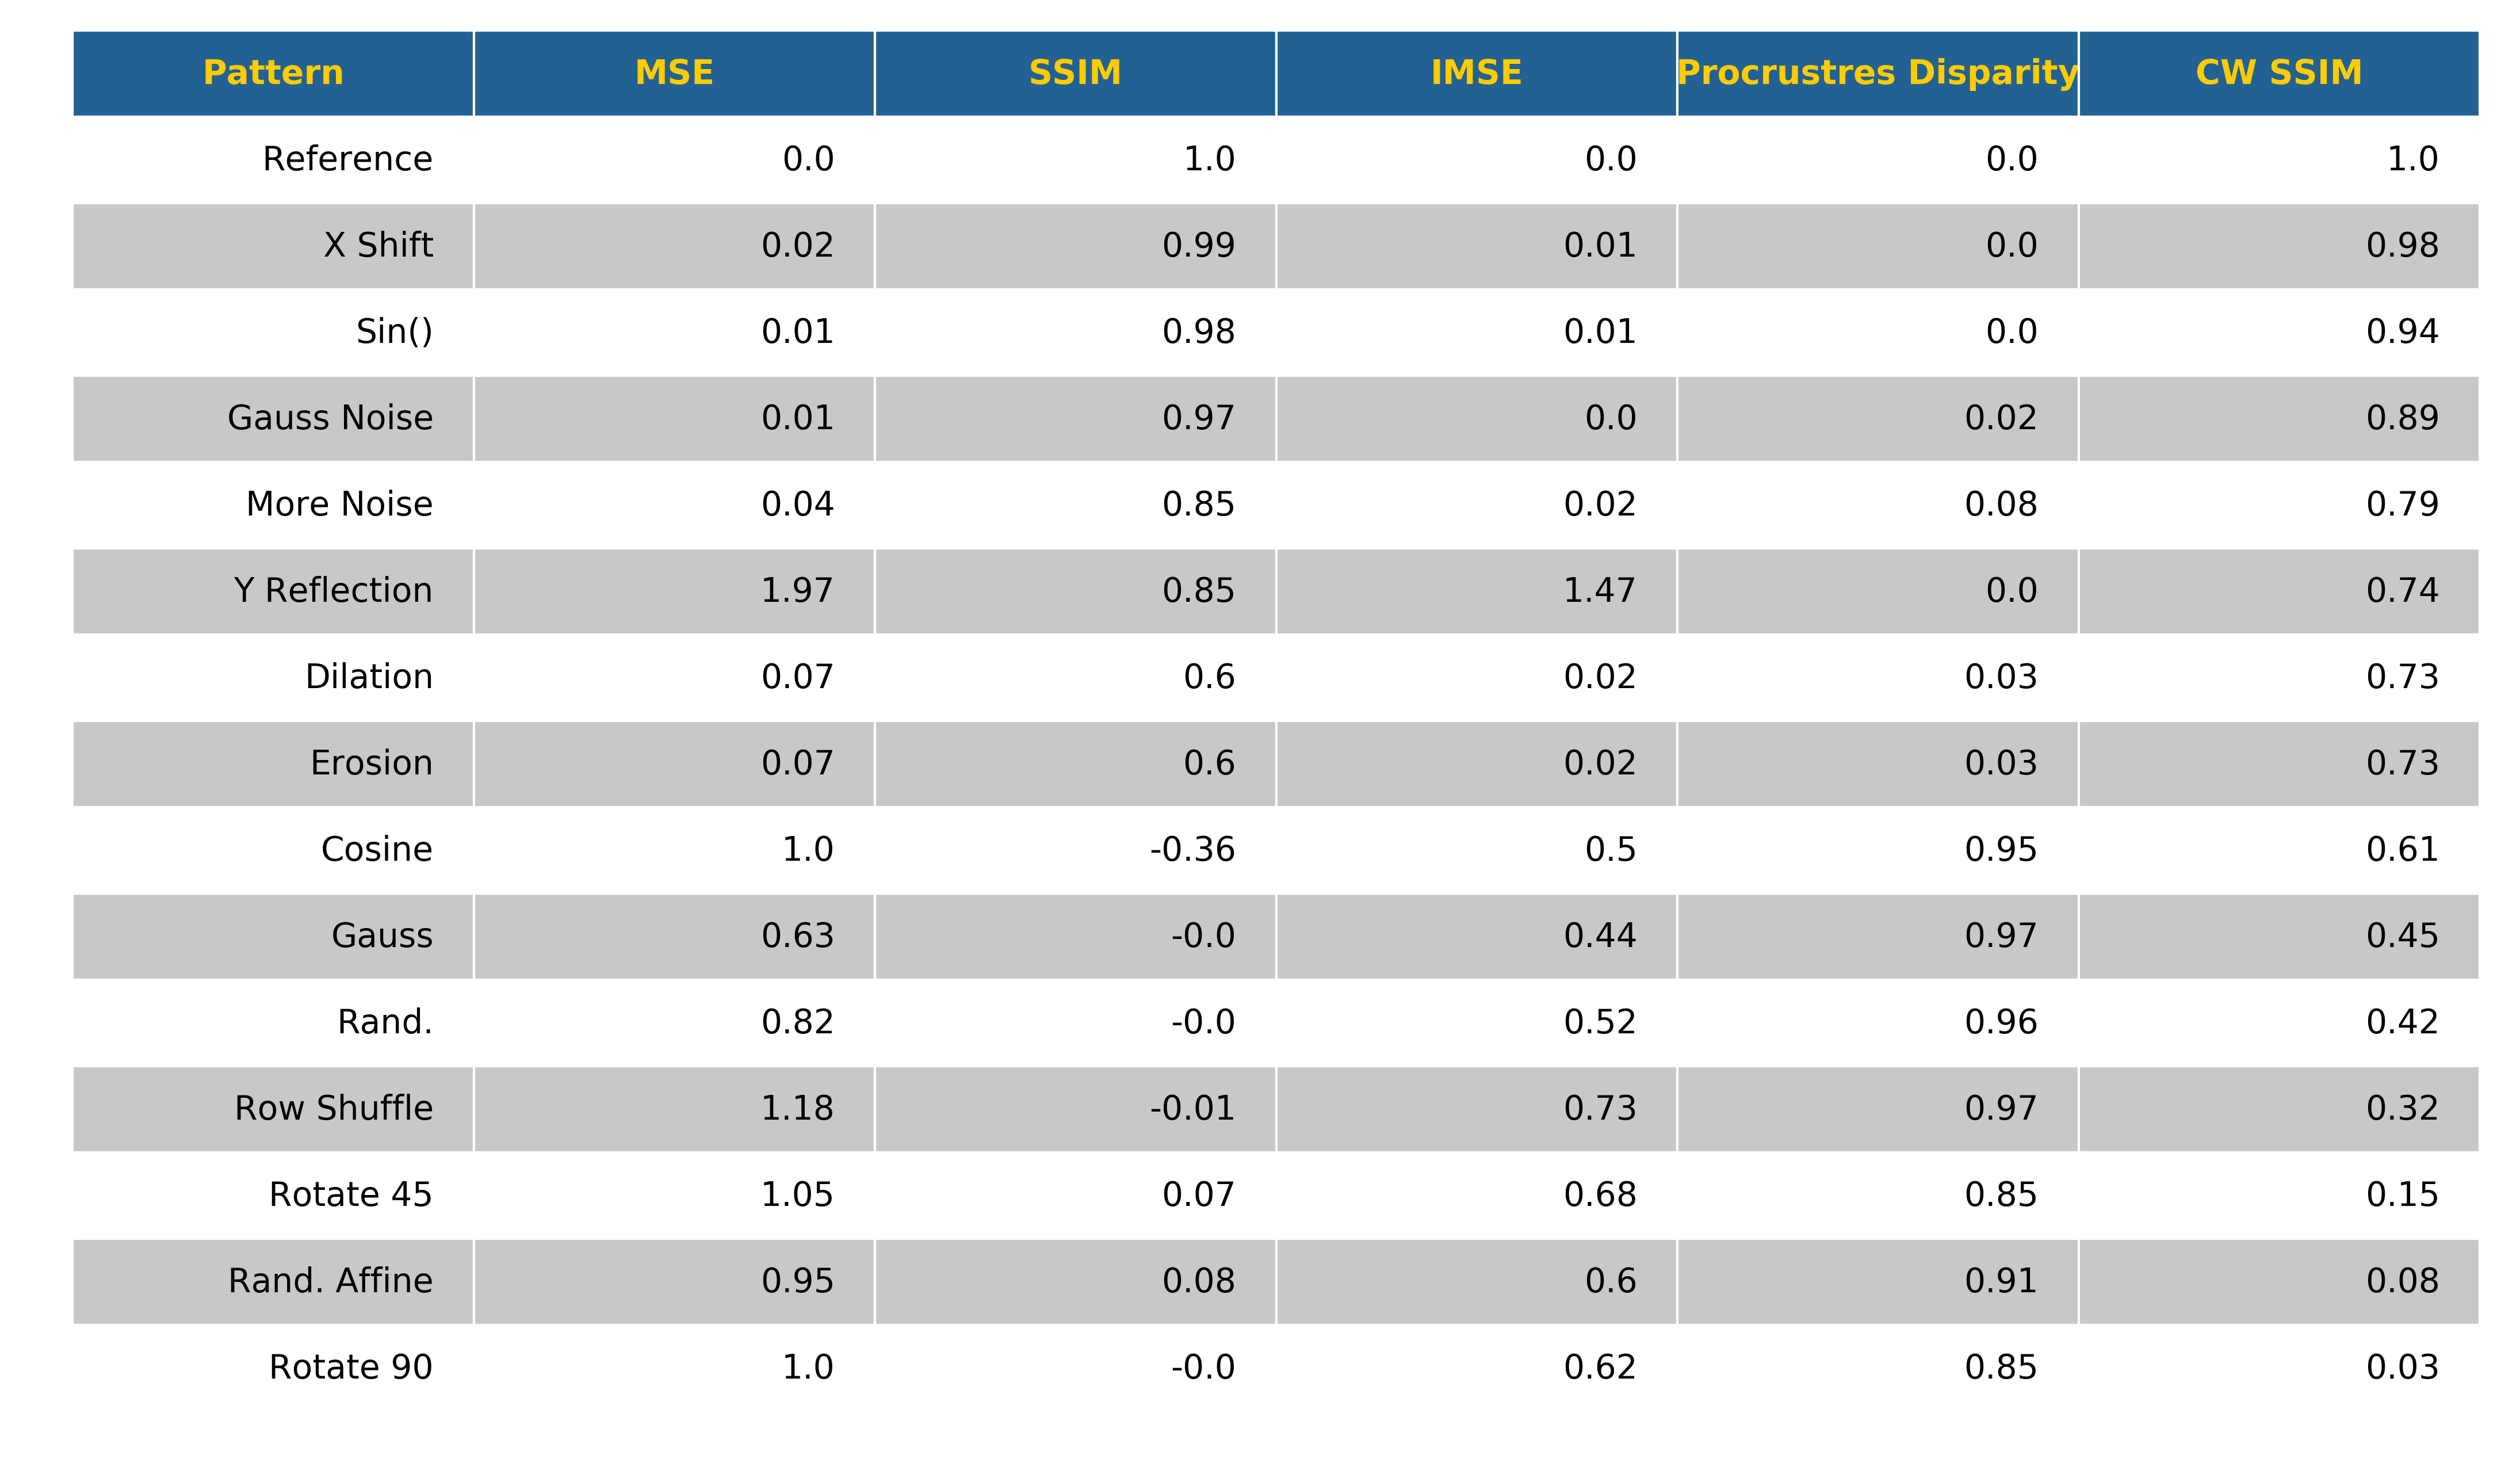 Pattern MSE SSIM IMSE Procrustres Disparity CW SSIM
Reference 0.0 1.0 0.0 0.0 1.0
X Shift 0.02 0.99 0.01 0.0 0.98
Sin() 0.01 0.98 0.01 0.0 0.94
Gauss Noise 0.01 0.97 0.0 0.02 0.89
More Noise 0.04 0.85 0.02 0.08 0.79
Y Reflection 1.97 0.85 1.47 0.0 0.74
Dilation 0.07 0.6 0.02 0.03 0.73
Erosion 0.07 0.6 0.02 0.03 0.73
Cosine 1.0 -0.36 0.5 0.95 0.61
Gauss 0.63 -0.0 0.44 0.97 0.45
Rand. 0.82 -0.0 0.52 0.96 0.42
Row Shuffle 1.18 -0.01 0.73 0.97 0.32
Rotate 45 1.05 0.07 0.68 0.85 0.15
Rand. Affine 0.95 0.08 0.6 0.91 0.08
Rotate 90 1.0 -0.0 0.62 0.85 0.03